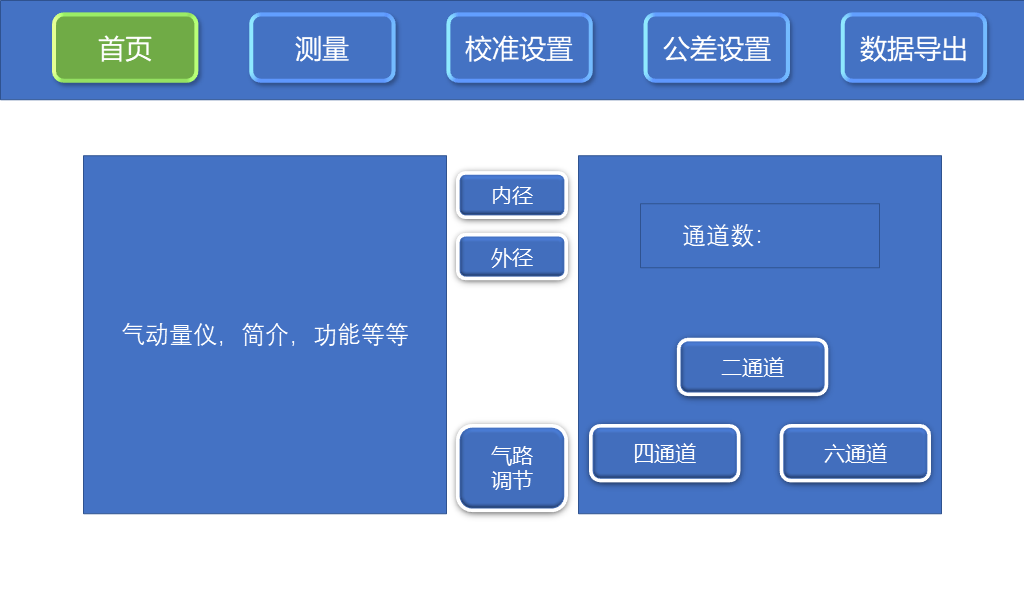 首页
测量
校准设置
公差设置
数据导出
气动量仪，简介，功能等等
内径
外径
气路
调节
通道数：
二通道
四通道
六通道